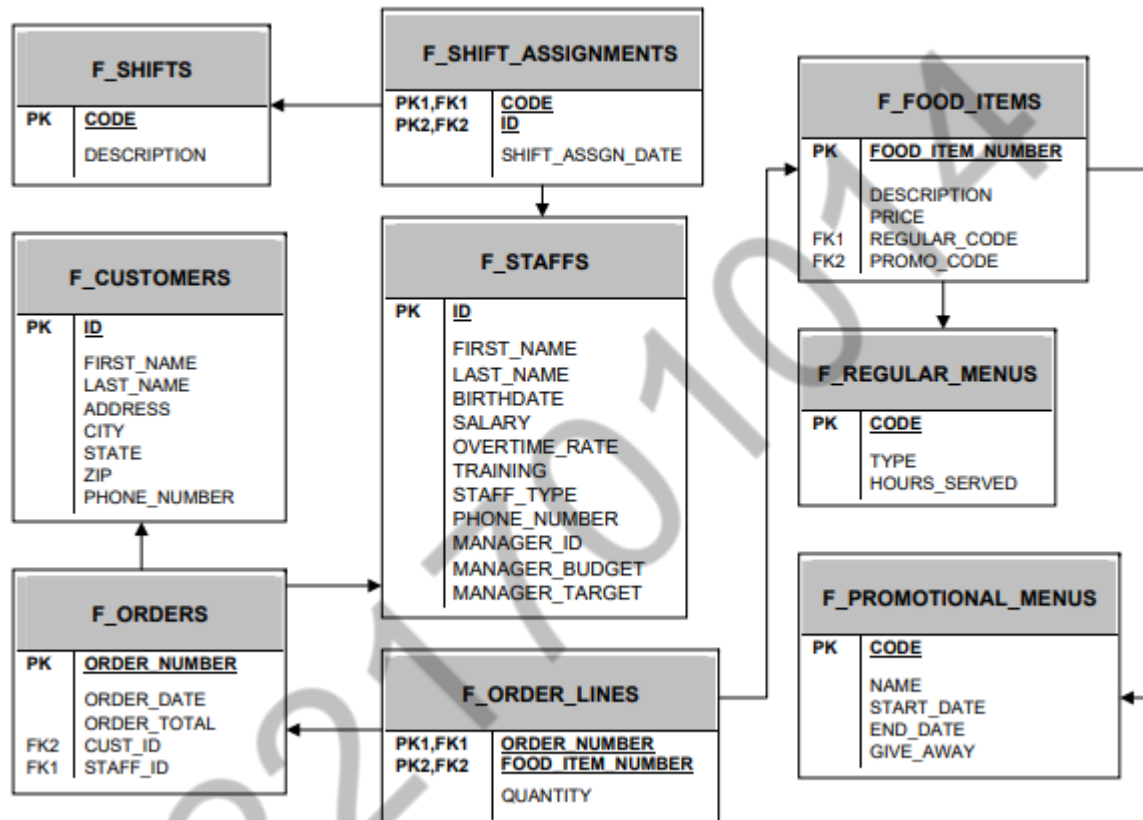 F_SHIFTS
PK CODE
DESCRIPTION
F_SHIFT_ASSIGNMENTS
PK1,FK1 CODE
PK2,FK2 ID
SHIFT_ASSGN_DATE
F_FOOD_ITEMS
PK FOOD_ITEM_NUMBER
DESCRIPTION
PRICE
FK1 REGULAR_CODE
FK2 PROMO_CODE
F_CUSTOMERS
PK ID
FIRST_NAME
LAST_NAME
ADDRESS
CITY
STATE
ZIP
PHONE_NUMBER
F_STAFFS
PK ID
FIRST_NAME
LAST_NAME
BIRTHDATE
SALARY
OVERTIME_RATE
TRAINING
STAFF_TYPE
PHONE_NUMBER
MANAGER_ID
MANAGER_BUDGET
MANAGER_TARGET
F_REGULAR_MENUS
PK CODE
TYPE
HOURS_SERVED
F_ORDERS
PK ORDER_NUMBER
ORDER_DATE
ORDER_TOTAL
FK2 CUST_ID
FK1 STAFF_ID
F_ORDER_LINES
PK1,FK1 ORDER_NUMBER
PK2,FK2 FOOD_ITEM_NUMBER
QUANTITY
F_PROMOTIONAL_MENUS
PK CODE
NAME
START_DATE
END_DATE
GIVE_AWAY
221701014